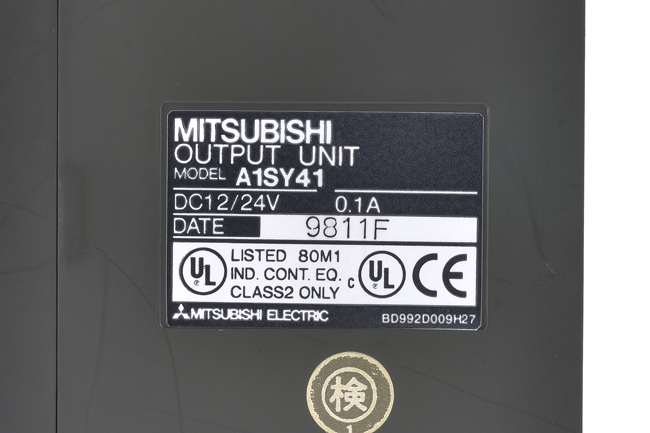 MITSUBISHI
OUTPUT UNIT
MODEL A1SY41
DC12/24V 0.1A
DATE 9811F
UL LISTED 80M1
IND. CONT. EQ.
CLASS2 ONLY
c UL CE
MITSUBISHI ELECTRIC BD992D009H27
検
1